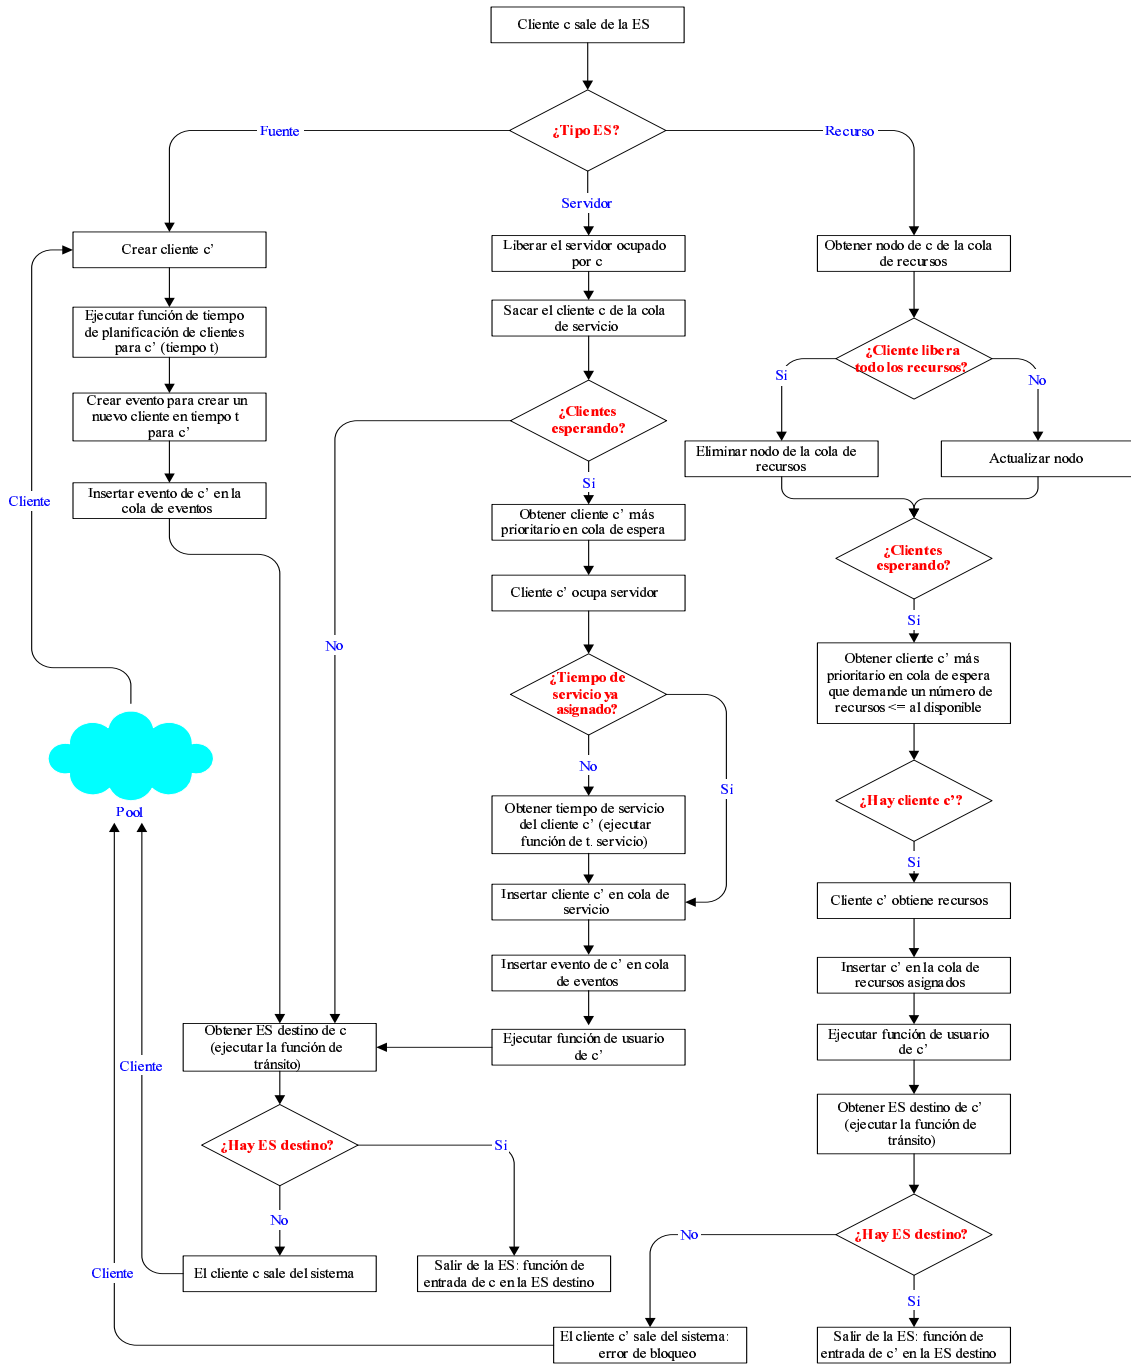 Cliente c sale de la ES
¿Tipo ES?
Fuente
Recurso
Servidor
Crear cliente c’
Liberar el servidor ocupado
por c
Obtener nodo de c de la cola
de recursos
Ejecutar función de tiempo
de planificación de clientes
para c’ (tiempo t)
Sacar el cliente c de la cola
de servicio
¿Cliente libera
todo los recursos?
Sí
No
Crear evento para crear un
nuevo cliente en tiempo t
para c’
¿Clientes
esperando?
Eliminar nodo de la cola de
recursos
Actualizar nodo
Cliente
Insertar evento de c’ en la
cola de eventos
Sí
Obtener cliente c’ más
prioritario en cola de espera
¿Clientes
esperando?
Cliente c’ ocupa servidor
Sí
No
Obtener cliente c’ más
prioritario en cola de espera
que demande un número de
recursos <= al disponible
¿Tiempo de
servicio ya
asignado?
No
Sí
¿Hay cliente c’?
Pool
Obtener tiempo de servicio
del cliente c’ (ejecutar
función de t. servicio)
Sí
Insertar cliente c’ en cola de
servicio
Cliente c’ obtiene recursos
Insertar evento de c’ en cola
de eventos
Insertar c’ en la cola de
recursos asignados
Obtener ES destino de c
(ejecutar la función de
tránsito)
Ejecutar función de usuario
de c’
Ejecutar función de usuario
de c’
Cliente
Obtener ES destino de c’
(ejecutar la función de
tránsito)
¿Hay ES destino?
Sí
No
¿Hay ES destino?
No
Cliente
El cliente c sale del sistema
Salir de la ES: función de
entrada de c en la ES destino
Sí
El cliente c’ sale del sistema:
error de bloqueo
Salir de la ES: función de
entrada de c’ en la ES destino